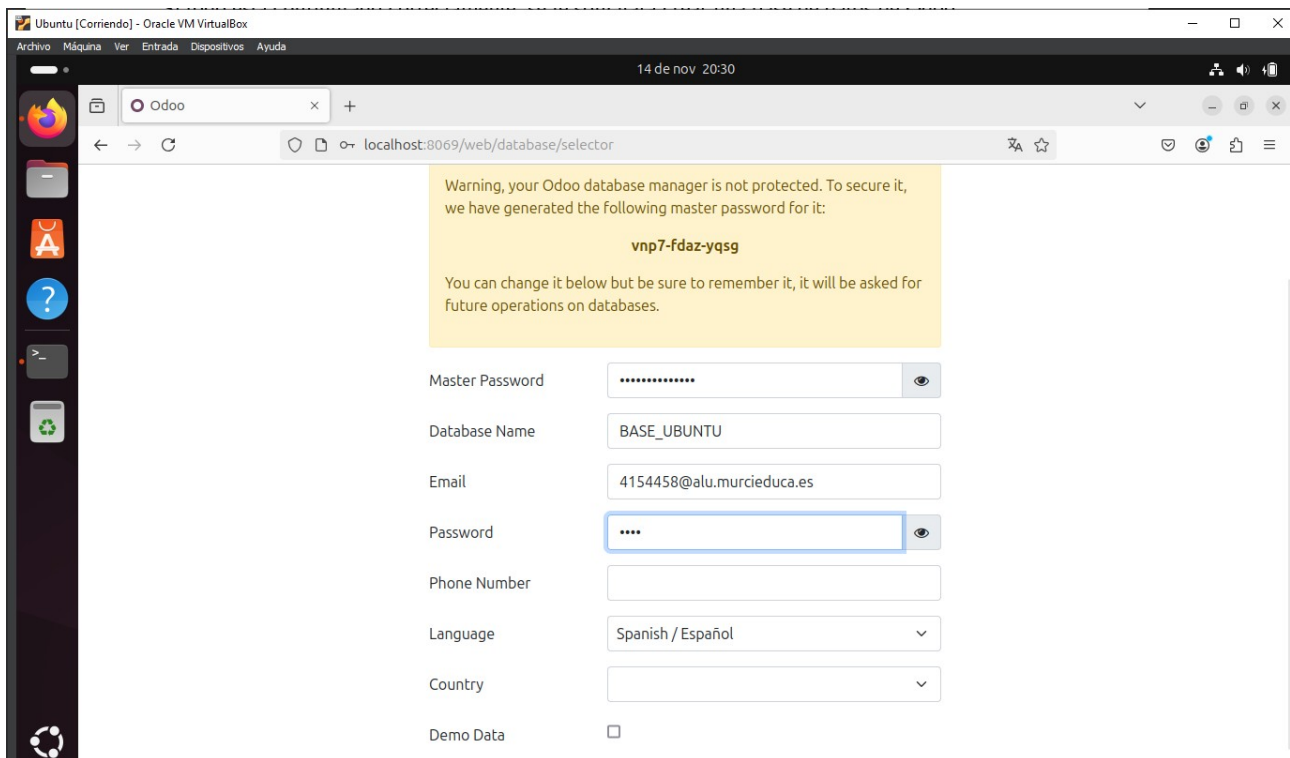 Ubuntu [Corriendo] - Oracle VM VirtualBox
Archivo Máquina Ver Entrada Dispositivos Ayuda
14 de nov 20:30
Odoo
localhost:8069/web/database/selector
Warning, your Odoo database manager is not protected. To secure it,
we have generated the following master password for it:
vnp7-fdaz-yqsg
You can change it below but be sure to remember it, it will be asked for
future operations on databases.
Master Password ••••••••••••••
Database Name BASE_UBUNTU
Email 4154458@alu.murcieduca.es
Password ••••
Phone Number
Language Spanish / Español
Country
Demo Data